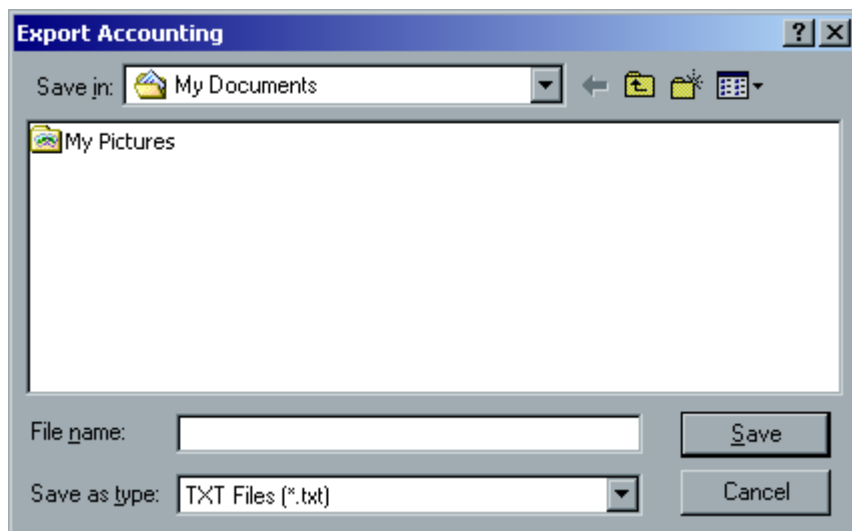 Export Accounting
Save in: My Documents
My Pictures
File name:
Save
Save as type: TXT Files (*.txt)
Cancel